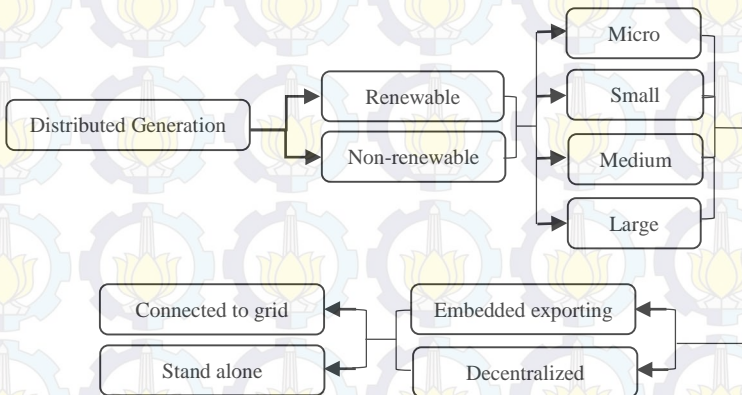 Distributed Generation
Renewable
Non-renewable
Micro
Small
Medium
Large
Connected to grid
Stand alone
Embedded exporting
Decentralized